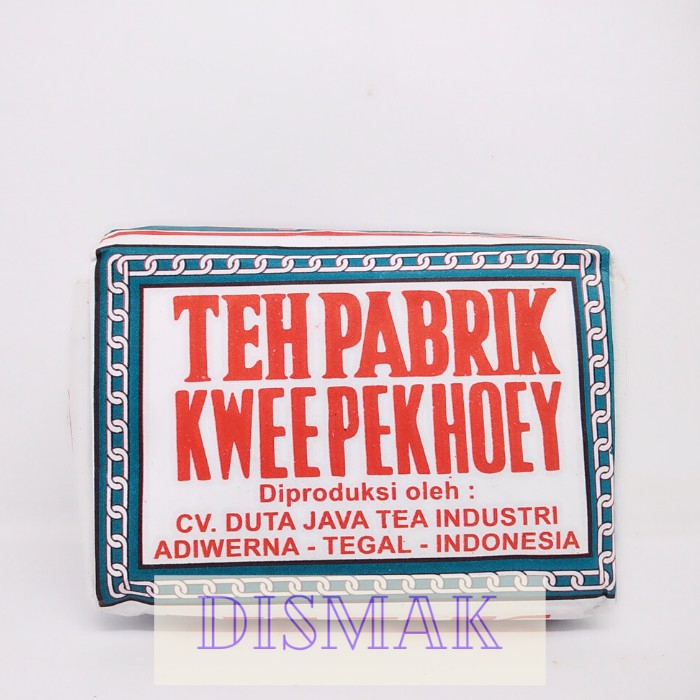 TEH PABRIK
KWEE PEK HOEY
Diproduksi oleh :
CV. DUTA JAVA TEA INDUSTRI
ADIWERNA - TEGAL - INDONESIA
DISMAK